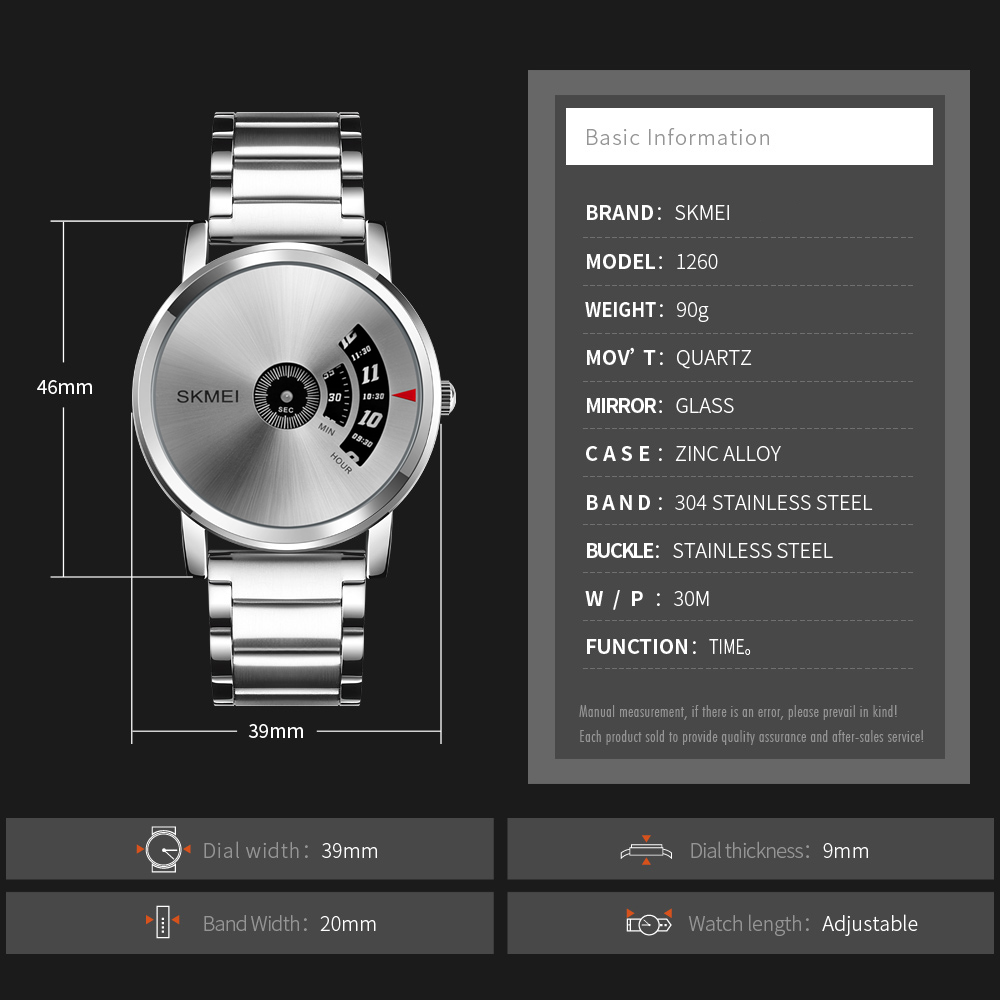 Basic Information
BRAND: SKMEI
MODEL: 1260
WEIGHT: 90g
MOV’T: QUARTZ
MIRROR: GLASS
CASE: ZINC ALLOY
BAND: 304 STAINLESS STEEL
BUCKLE: STAINLESS STEEL
W/P: 30M
FUNCTION: TIME。
Manual measurement, if there is an error, please prevail in kind!
Each product sold to provide quality assurance and after-sales service!
46mm
39mm
SKMEI
SEC
MIN
HOUR
30
11:30
11
10:30
10
09:30
Dial width: 39mm
Dial thickness: 9mm
Band Width: 20mm
Watch length: Adjustable